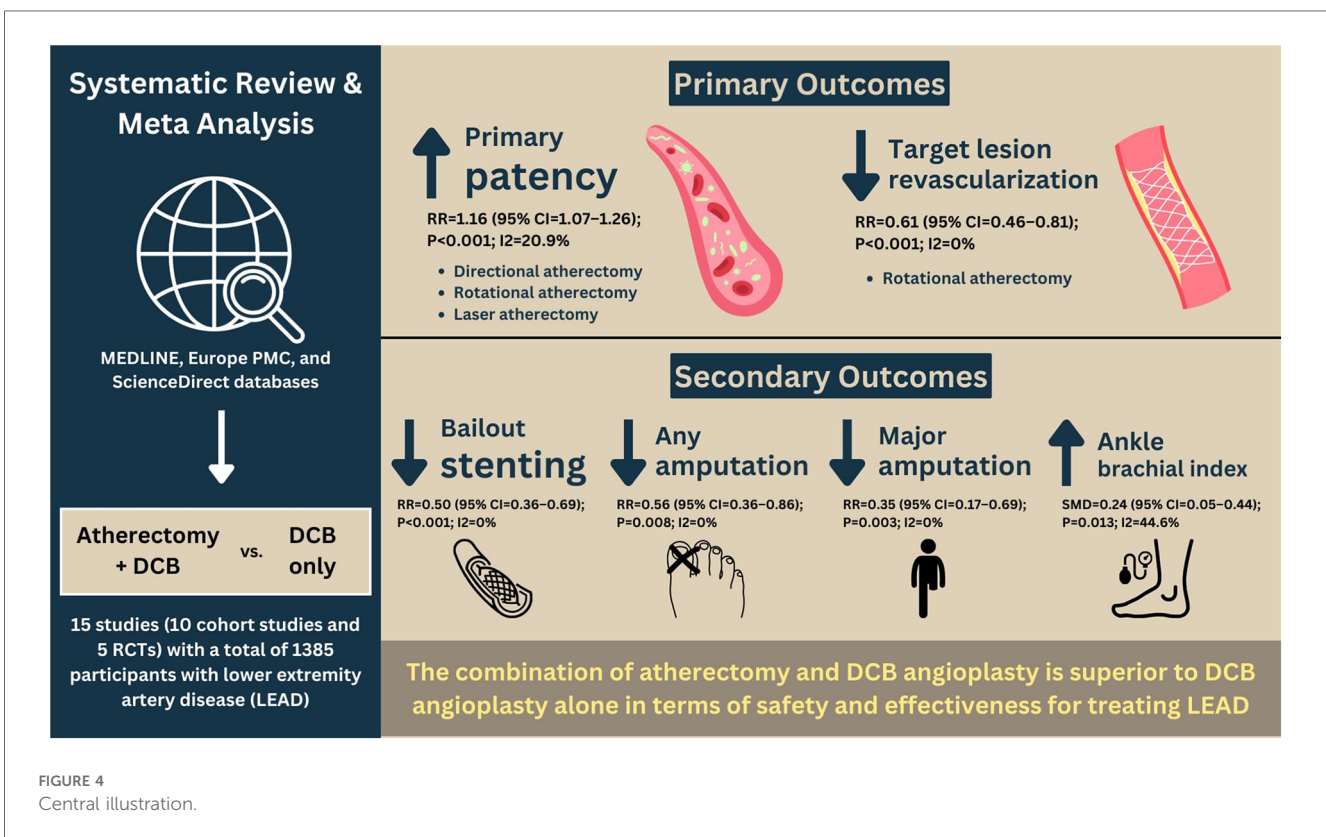 Systematic Review &
Meta Analysis
MEDLINE, Europe PMC, and
ScienceDirect databases
Atherectomy
+ DCB
vs.
DCB
only
15 studies (10 cohort studies and
5 RCTs) with a total of 1385
participants with lower extremity
artery disease (LEAD)
Primary Outcomes
Primary
patency
RR=1.16 (95% CI=1.07–1.26);
P<0.001; I2=20.9%
• Directional atherectomy
• Rotational atherectomy
• Laser atherectomy
Target lesion
revascularization
RR=0.61 (95% CI=0.46–0.81);
P<0.001; I2=0%
• Rotational atherectomy
Secondary Outcomes
Bailout
stenting
RR=0.50 (95% CI=0.36–0.69);
P<0.001; I2=0%
Any
amputation
RR=0.56 (95% CI=0.36–0.86);
P=0.008; I2=0%
Major
amputation
RR=0.35 (95% CI=0.17–0.69);
P=0.003; I2=0%
Ankle
brachial index
SMD=0.24 (95% CI=0.05–0.44);
P=0.013; I2=44.6%
The combination of atherectomy and DCB angioplasty is superior to DCB
angioplasty alone in terms of safety and effectiveness for treating LEAD
FIGURE 4
Central illustration.